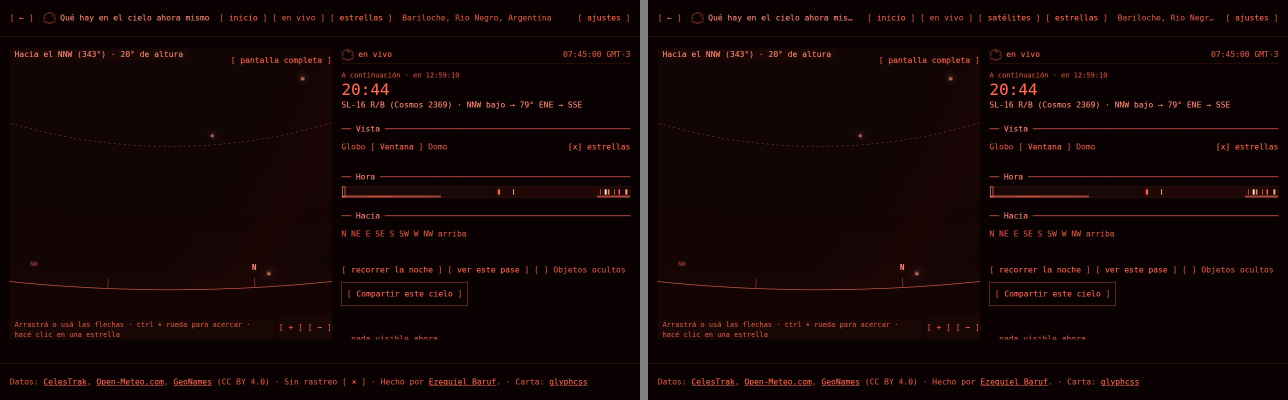 [ ← ] Qué hay en el cielo ahora mismo [ inicio ] [ en vivo ] [ estrellas ] Bariloche, Río Negro, Argentina [ ajustes ]
Hacia el NNW (343°) · 20° de altura
[ pantalla completa ]
NW
N
Arrastrá o usá las flechas · ctrl + rueda para acercar ·
hacé clic en una estrella
[ + ] [ − ]
en vivo 07:45:00 GMT-3
A continuación · en 12:59:10
20:44
SL-16 R/B (Cosmos 2369) · NNW bajo → 79° ENE → SSE
Vista
Globo [ Ventana ] Domo [x] estrellas
Hora
Hacia
N NE E SE S SW W NW arriba
[ recorrer la noche ] [ ver este pase ] [ ] Objetos ocultos
[ Compartir este cielo ]
nada visible ahora
Datos: CelesTrak, Open-Meteo.com, GeoNames (CC BY 4.0) · Sin rastreo [ × ] · Hecho por Ezequiel Baruf. · Carta: glyphcss
[ ← ] Qué hay en el cielo ahora mis… [ inicio ] [ en vivo ] [ satélites ] [ estrellas ] Bariloche, Río Negr… [ ajustes ]
Hacia el NNW (343°) · 20° de altura
[ pantalla completa ]
NW
N
Arrastrá o usá las flechas · ctrl + rueda para acercar ·
hacé clic en una estrella
[ + ] [ − ]
en vivo 07:45:00 GMT-3
A continuación · en 12:59:10
20:44
SL-16 R/B (Cosmos 2369) · NNW bajo → 79° ENE → SSE
Vista
Globo [ Ventana ] Domo [x] estrellas
Hora
Hacia
N NE E SE S SW W NW arriba
[ recorrer la noche ] [ ver este pase ] [ ] Objetos ocultos
[ Compartir este cielo ]
nada visible ahora
Datos: CelesTrak, Open-Meteo.com, GeoNames (CC BY 4.0) · Hecho por Ezequiel Baruf. · Carta: glyphcss